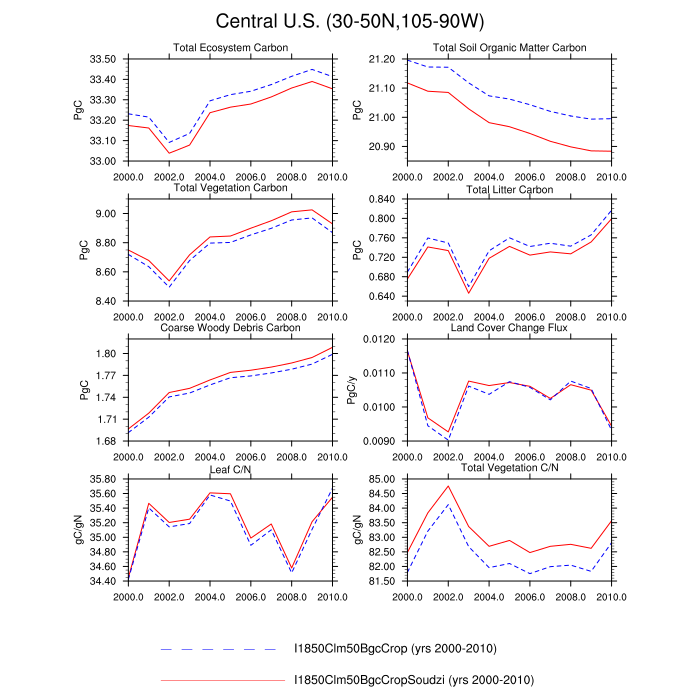 Central U.S. (30-50N,105-90W)
Total Ecosystem Carbon
33.50
33.40
33.30
33.20
33.10
33.00
PgC
2000.0 2002.0 2004.0 2006.0 2008.0 2010.0
Total Soil Organic Matter Carbon
21.20
21.10
21.00
20.90
PgC
2000.0 2002.0 2004.0 2006.0 2008.0 2010.0
Total Vegetation Carbon
9.00
8.80
8.60
8.40
PgC
2000.0 2002.0 2004.0 2006.0 2008.0 2010.0
Total Litter Carbon
0.840
0.800
0.760
0.720
0.680
0.640
PgC
2000.0 2002.0 2004.0 2006.0 2008.0 2010.0
Coarse Woody Debris Carbon
1.80
1.77
1.74
1.71
1.68
PgC
2000.0 2002.0 2004.0 2006.0 2008.0 2010.0
Land Cover Change Flux
0.0120
0.0110
0.0100
0.0090
PgC/y
2000.0 2002.0 2004.0 2006.0 2008.0 2010.0
Leaf C/N
35.80
35.60
35.40
35.20
35.00
34.80
34.60
34.40
gC/gN
2000.0 2002.0 2004.0 2006.0 2008.0 2010.0
Total Vegetation C/N
85.00
84.50
84.00
83.50
83.00
82.50
82.00
81.50
gC/gN
2000.0 2002.0 2004.0 2006.0 2008.0 2010.0
I1850Clm50BgcCrop (yrs 2000-2010)
I1850Clm50BgcCropSoudzi (yrs 2000-2010)